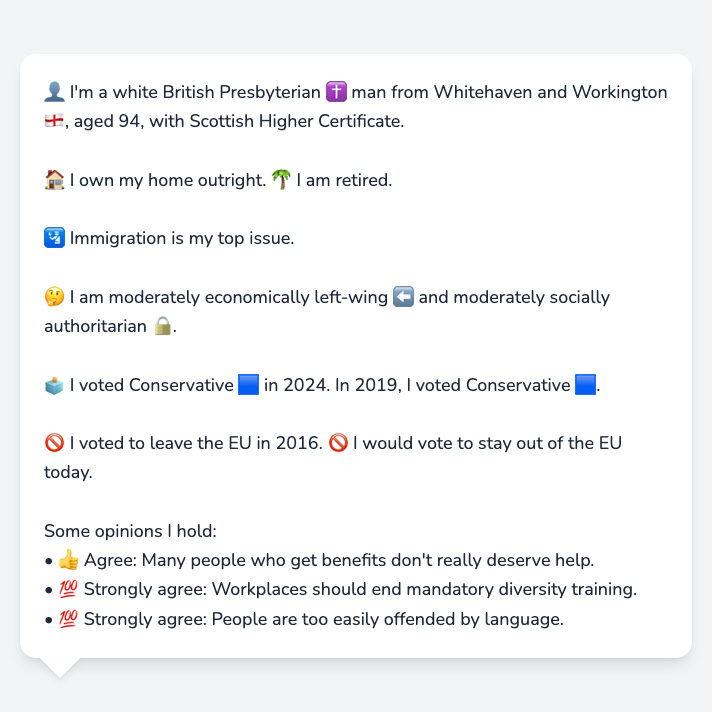 👤 I'm a white British Presbyterian ✝️ man from Whitehaven and Workington
🏴󠁧󠁢󠁥󠁮󠁧󠁿, aged 94, with Scottish Higher Certificate.
🏠 I own my home outright. 🌴 I am retired.
🛂 Immigration is my top issue.
🤔 I am moderately economically left-wing ⬅️ and moderately socially
authoritarian 🔒.
🗳️ I voted Conservative 🟦 in 2024. In 2019, I voted Conservative 🟦.
🚫 I voted to leave the EU in 2016. 🚫 I would vote to stay out of the EU
today.
Some opinions I hold:
• 👍 Agree: Many people who get benefits don't really deserve help.
• 💯 Strongly agree: Workplaces should end mandatory diversity training.
• 💯 Strongly agree: People are too easily offended by language.